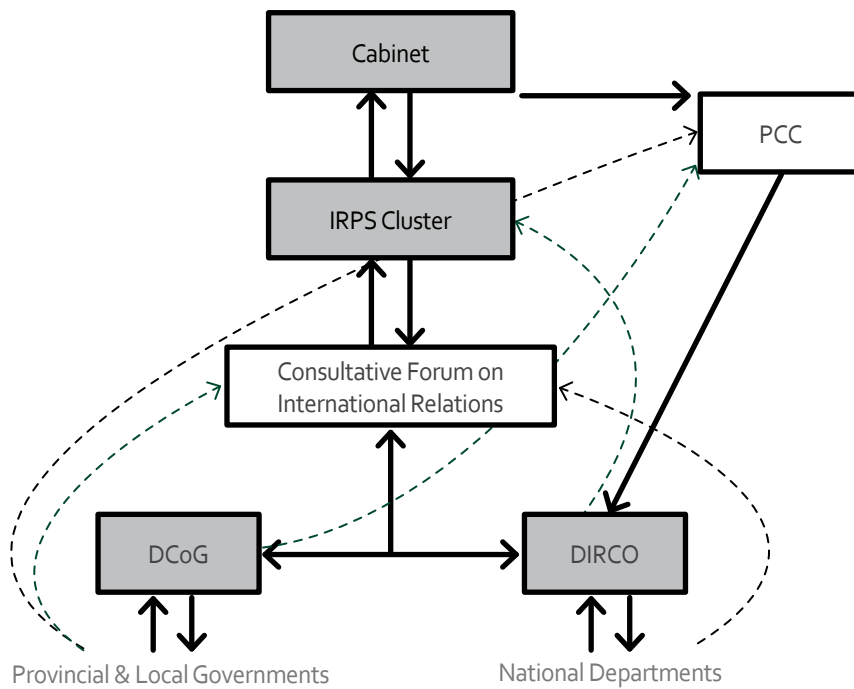 Cabinet
PCC
IRPS Cluster
Consultative Forum on
International Relations
DCoG
DIRCO
Provincial & Local Governments
National Departments